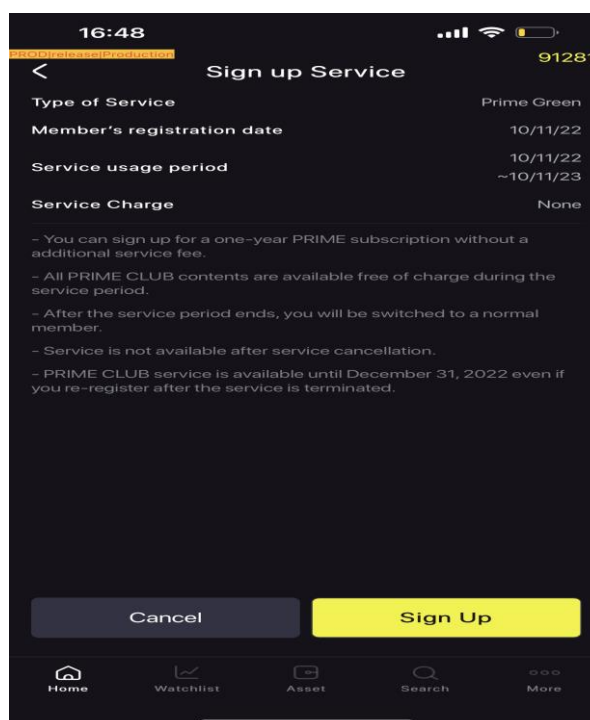 16:48
PROD|release|Production
9128
Sign up Service
Type of Service
Prime Green
Member's registration date
10/11/22
Service usage period
10/11/22
~10/11/23
Service Charge
None
- You can sign up for a one-year PRIME subscription without a
additional service fee.
- All PRIME CLUB contents are available free of charge during the
service period.
- After the service period ends, you will be switched to a normal
member.
- Service is not available after service cancellation.
- PRIME CLUB service is available until December 31, 2022 even if
you re-register after the service is terminated.
Cancel
Sign Up
Home
Watchlist
Asset
Search
More